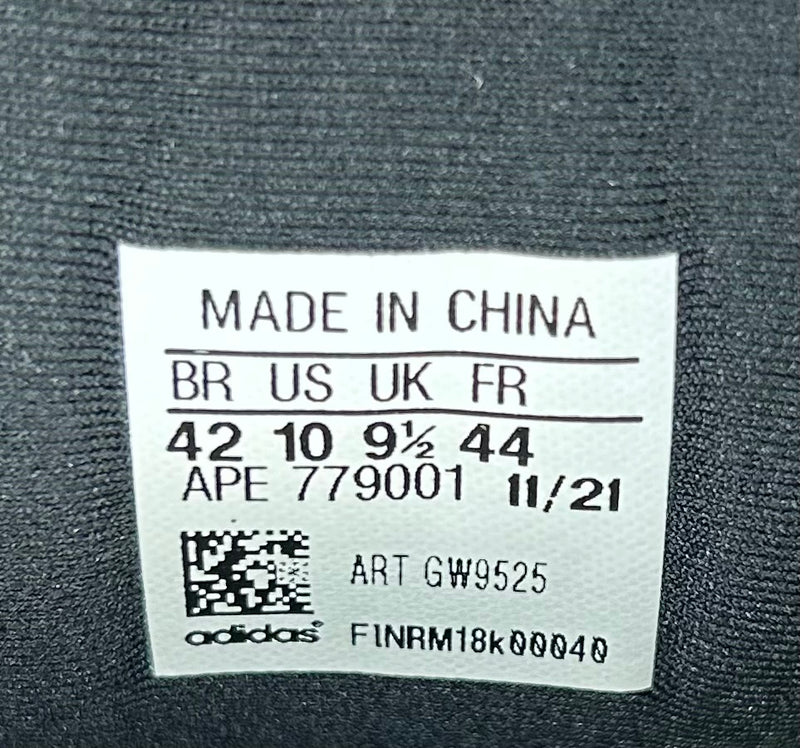 MADE IN CHINA
BR US UK FR
42 10 9½ 44
APE 779001 11/21
ART GW9525
adidas® F1NRM18k00040